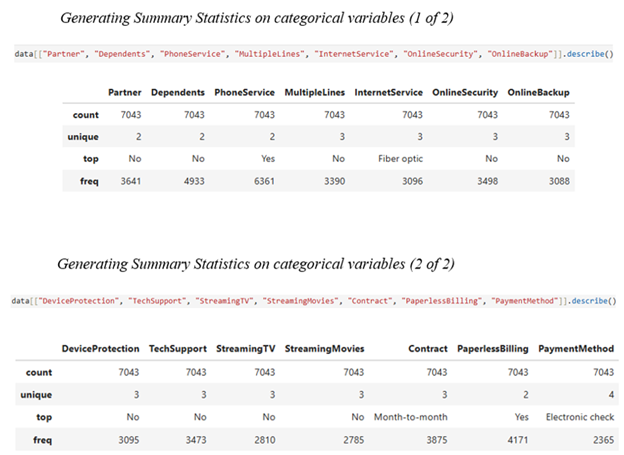 Generating Summary Statistics on categorical variables (1 of 2)
data[["Partner", "Dependents", "PhoneService", "MultipleLines", "InternetService", "OnlineSecurity", "OnlineBackup"]].describe()
Partner Dependents PhoneService MultipleLines InternetService OnlineSecurity OnlineBackup
count 7043 7043 7043 7043 7043 7043 7043
unique 2 2 2 3 3 3 3
top No No Yes No Fiber optic No No
freq 3641 4933 6361 3390 3096 3498 3088
Generating Summary Statistics on categorical variables (2 of 2)
data[["DeviceProtection", "TechSupport", "StreamingTV", "StreamingMovies", "Contract", "PaperlessBilling", "PaymentMethod"]].describe()
DeviceProtection TechSupport StreamingTV StreamingMovies Contract PaperlessBilling PaymentMethod
count 7043 7043 7043 7043 7043 7043 7043
unique 3 3 3 3 3 2 4
top No No No No Month-to-month Yes Electronic check
freq 3095 3473 2810 2785 3875 4171 2365